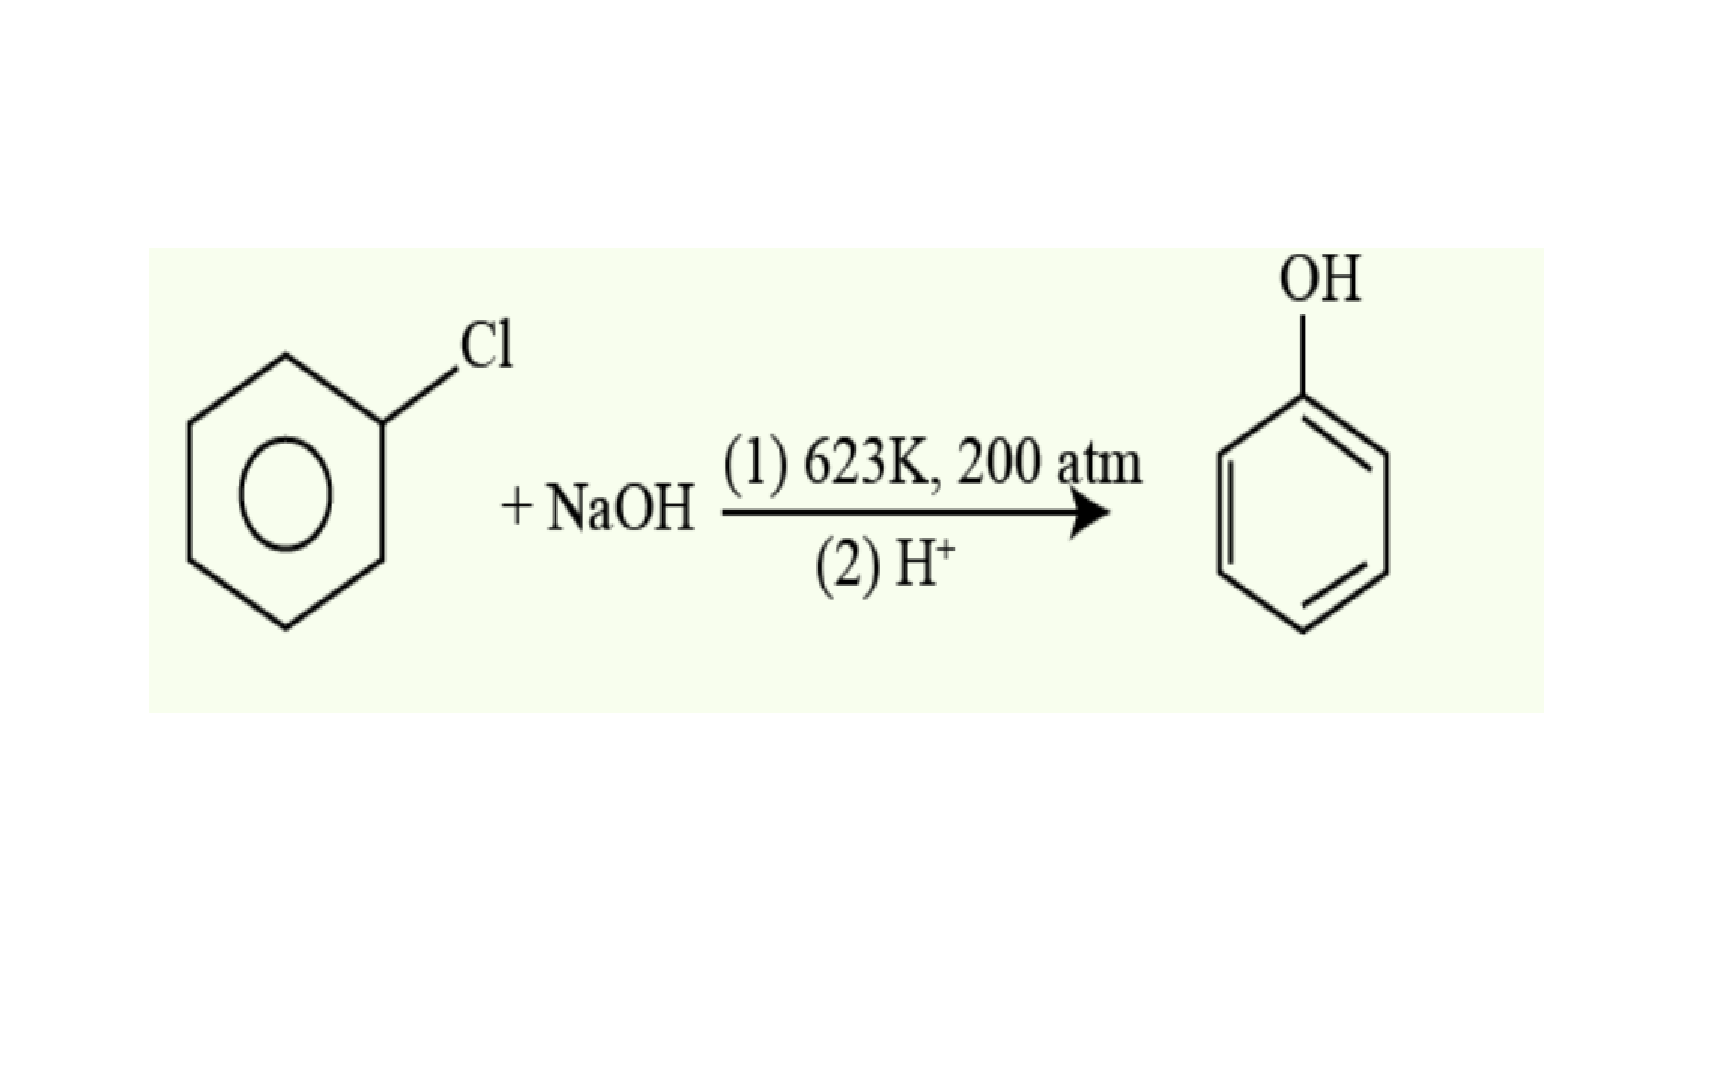 OH
Cl
(1) 623K, 200 atm
+ NaOH
(2) H⁺